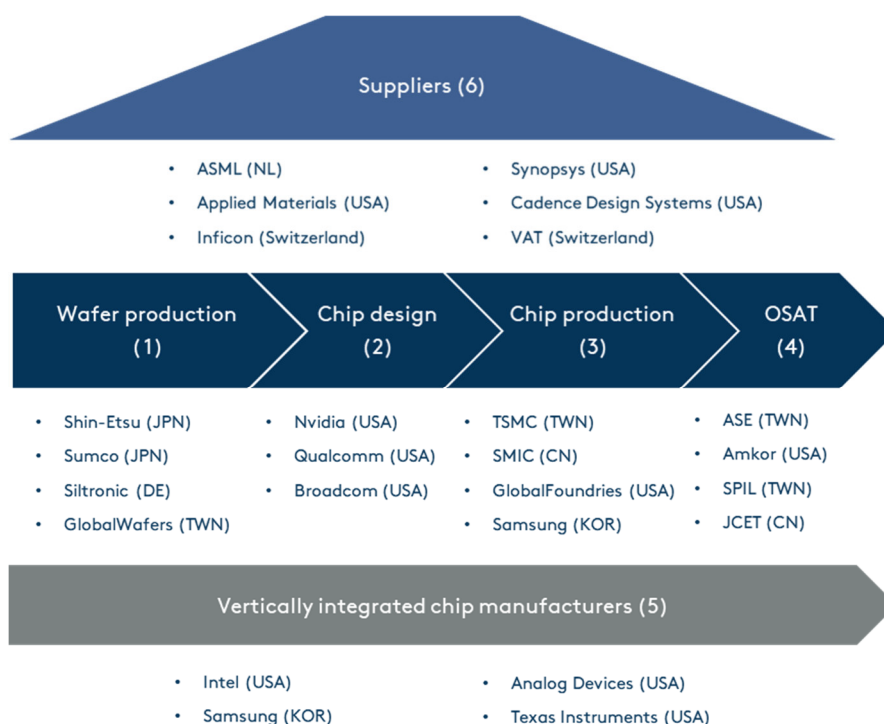 Suppliers (6)
• ASML (NL)
• Applied Materials (USA)
• Inficon (Switzerland)
• Synopsys (USA)
• Cadence Design Systems (USA)
• VAT (Switzerland)
Wafer production
(1)
Chip design
(2)
Chip production
(3)
OSAT
(4)
• Shin-Etsu (JPN)
• Sumco (JPN)
• Siltronic (DE)
• GlobalWafers (TWN)
• Nvidia (USA)
• Qualcomm (USA)
• Broadcom (USA)
• TSMC (TWN)
• SMIC (CN)
• GlobalFoundries (USA)
• Samsung (KOR)
• ASE (TWN)
• Amkor (USA)
• SPIL (TWN)
• JCET (CN)
Vertically integrated chip manufacturers (5)
• Intel (USA)
• Samsung (KOR)
• Analog Devices (USA)
• Texas Instruments (USA)